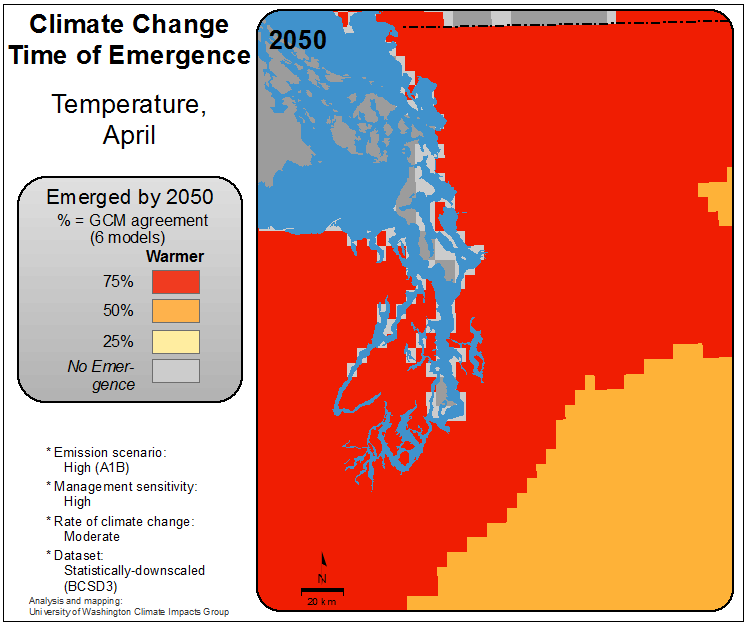 Climate Change
Time of Emergence
Temperature,
April
Emerged by 2050
% = GCM agreement
(6 models)
Warmer
75%
50%
25%
No Emer-
gence
* Emission scenario:
High (A1B)
* Management sensitivity:
High
* Rate of climate change:
Moderate
* Dataset:
Statistically-downscaled
(BCSD3)
Analysis and mapping:
University of Washington Climate Impacts Group
2050
N
20 km